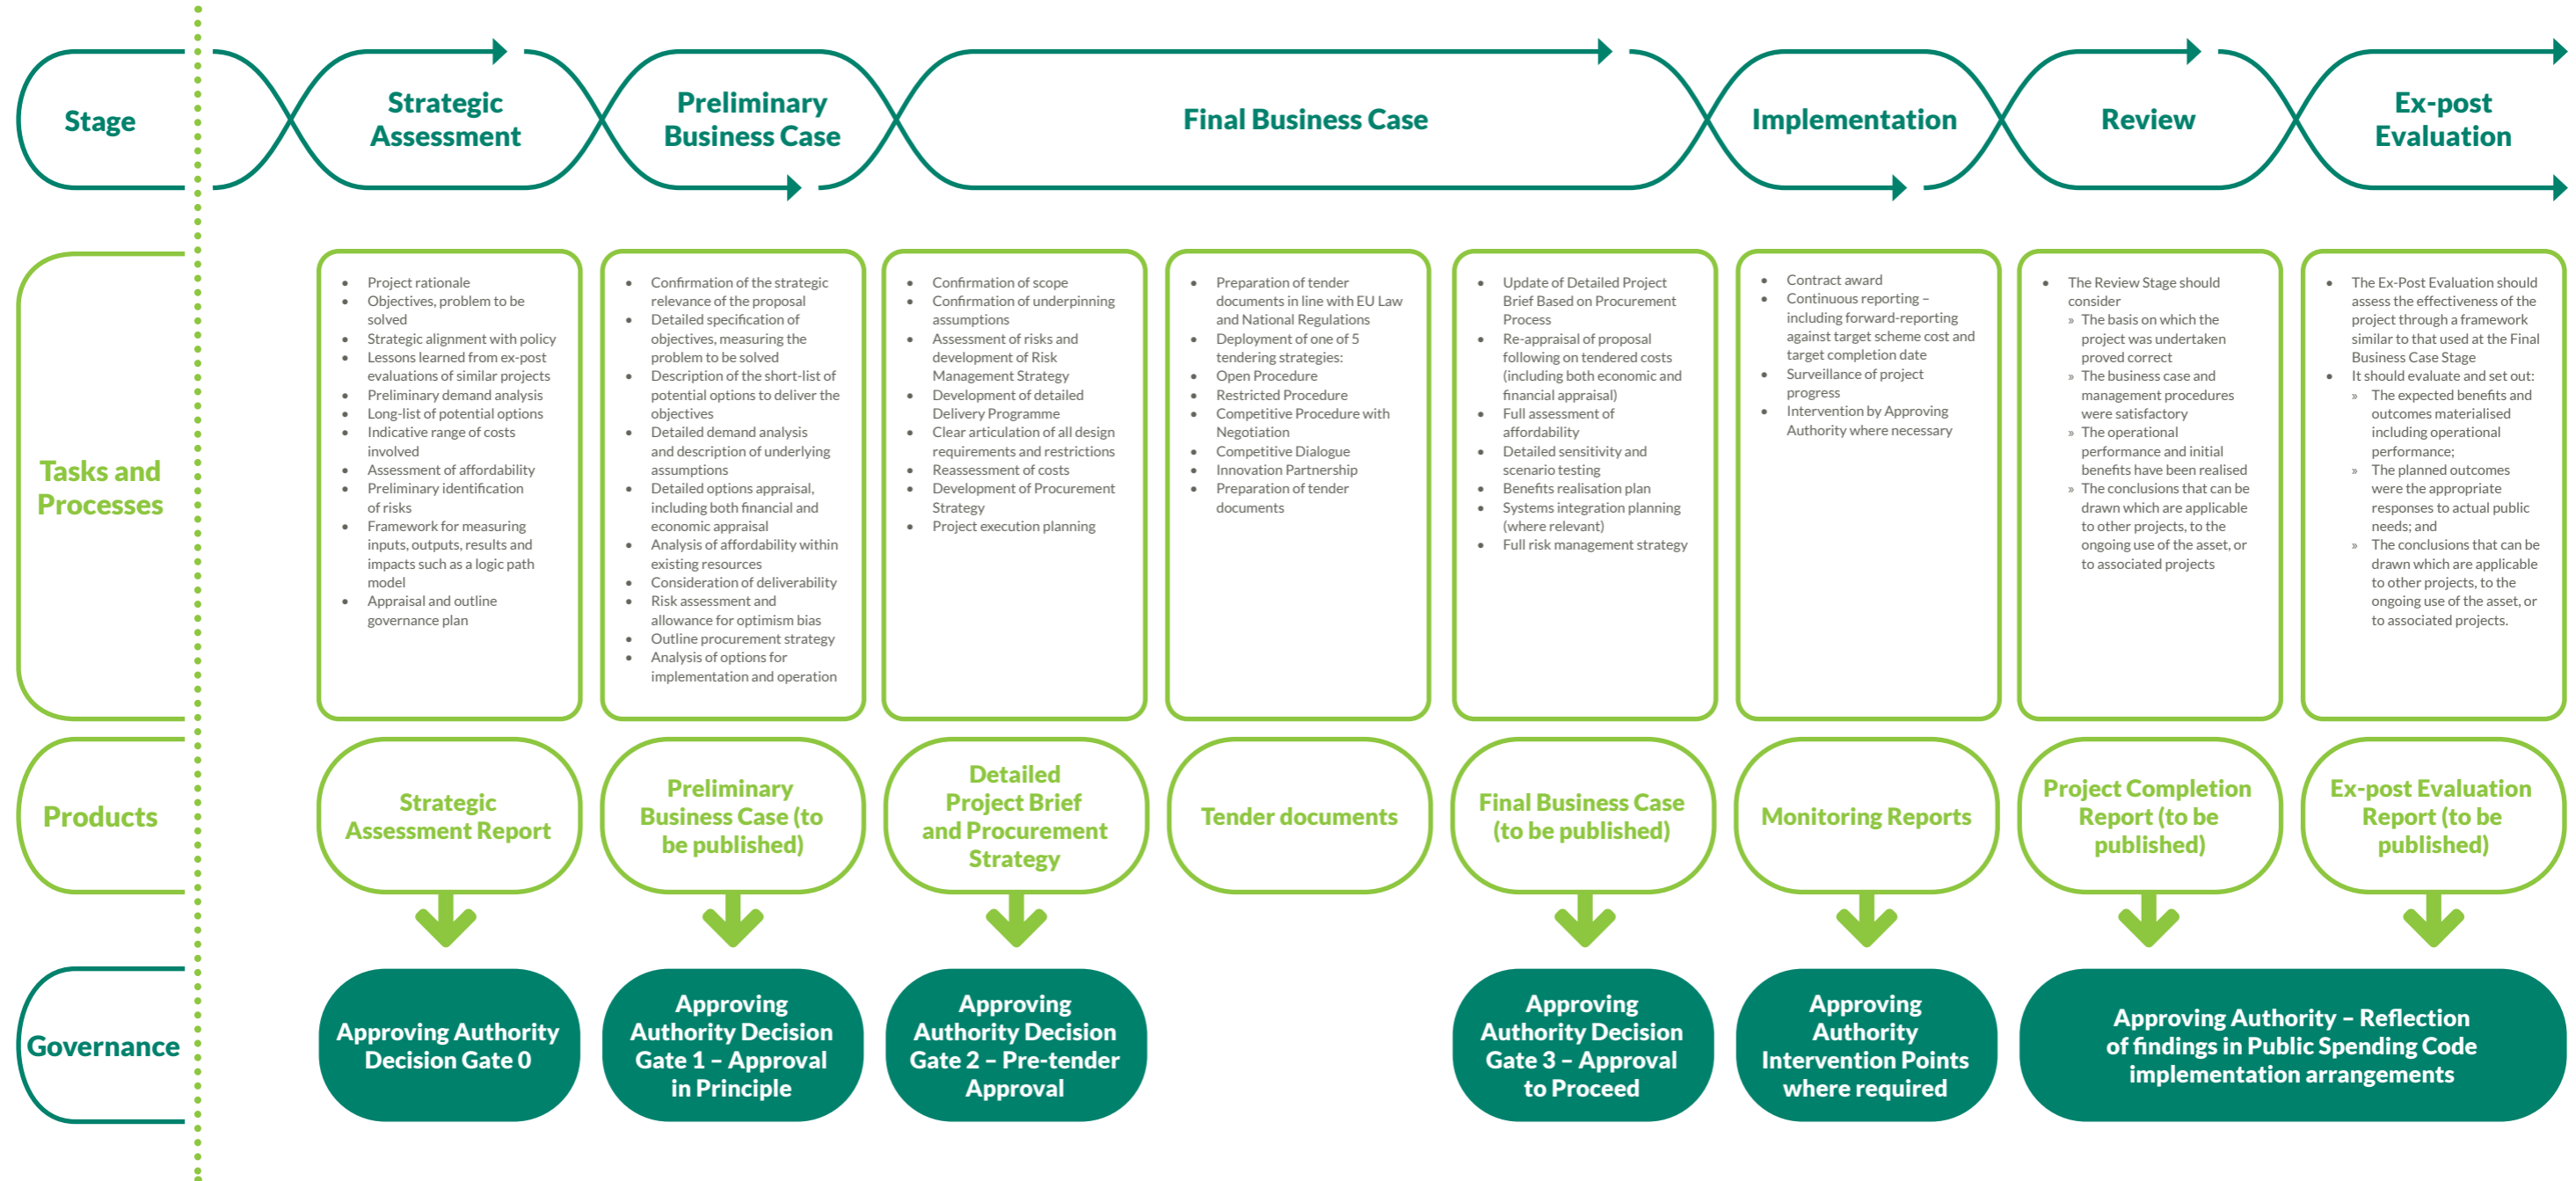 Stage
Strategic
Assessment
Preliminary
Business Case
Final Business Case
Implementation
Review
Ex-post
Evaluation
Tasks and
Processes
• Project rationale
• Objectives, problem to be
solved
• Strategic alignment with policy
• Lessons learned from ex-post
evaluations of similar projects
• Preliminary demand analysis
• Long-list of potential options
• Indicative range of costs
involved
• Assessment of affordability
• Preliminary identification
of risks
• Framework for measuring
inputs, outputs, results and
impacts such as a logic path
model
• Appraisal and outline
governance plan
• Confirmation of the strategic
relevance of the proposal
• Detailed specification of
objectives, measuring the
problem to be solved
• Description of the short-list of
potential options to deliver the
objectives
• Detailed demand analysis
and description of underlying
assumptions
• Detailed options appraisal,
including both financial and
economic appraisal
• Analysis of affordability within
existing resources
• Consideration of deliverability
• Risk assessment and
allowance for optimism bias
• Outline procurement strategy
• Analysis of options for
implementation and operation
• Confirmation of scope
• Confirmation of underpinning
assumptions
• Assessment of risks and
development of Risk
Management Strategy
• Development of detailed
Delivery Programme
• Clear articulation of all design
requirements and restrictions
• Reassessment of costs
• Development of Procurement
Strategy
• Project execution planning
• Preparation of tender
documents in line with EU Law
and National Regulations
• Deployment of one of 5
tendering strategies:
• Open Procedure
• Restricted Procedure
• Competitive Procedure with
Negotiation
• Competitive Dialogue
• Innovation Partnership
• Preparation of tender
documents
• Update of Detailed Project
Brief Based on Procurement
Process
• Re-appraisal of proposal
following on tendered costs
(including both economic and
financial appraisal)
• Full assessment of
affordability
• Detailed sensitivity and
scenario testing
• Benefits realisation plan
• Systems integration planning
(where relevant)
• Full risk management strategy
• Contract award
• Continuous reporting –
including forward-reporting
against target scheme cost and
target completion date
• Surveillance of project
progress
• Intervention by Approving
Authority where necessary
• The Review Stage should
consider
» The basis on which the
project was undertaken
proved correct
» The business case and
management procedures
were satisfactory
» The operational
performance and initial
benefits have been realised
» The conclusions that can be
drawn which are applicable
to other projects, to the
ongoing use of the asset, or
to associated projects
• The Ex-Post Evaluation should
assess the effectiveness of the
project through a framework
similar to that used at the Final
Business Case Stage
• It should evaluate and set out:
» The expected benefits and
outcomes materialised
including operational
performance;
» The planned outcomes
were the appropriate
responses to actual public
needs; and
» The conclusions that can be
drawn which are applicable
to other projects, to the
ongoing use of the asset, or
to associated projects.
Products
Strategic
Assessment Report
Preliminary
Business Case (to
be published)
Detailed
Project Brief
and Procurement
Strategy
Tender documents
Final Business Case
(to be published)
Monitoring Reports
Project Completion
Report (to be
published)
Ex-post Evaluation
Report (to be
published)
Governance
Approving Authority
Decision Gate 0
Approving
Authority Decision
Gate 1 – Approval
in Principle
Approving
Authority Decision
Gate 2 – Pre-tender
Approval
Approving
Authority Decision
Gate 3 – Approval
to Proceed
Approving
Authority
Intervention Points
where required
Approving Authority – Reflection
of findings in Public Spending Code
implementation arrangements